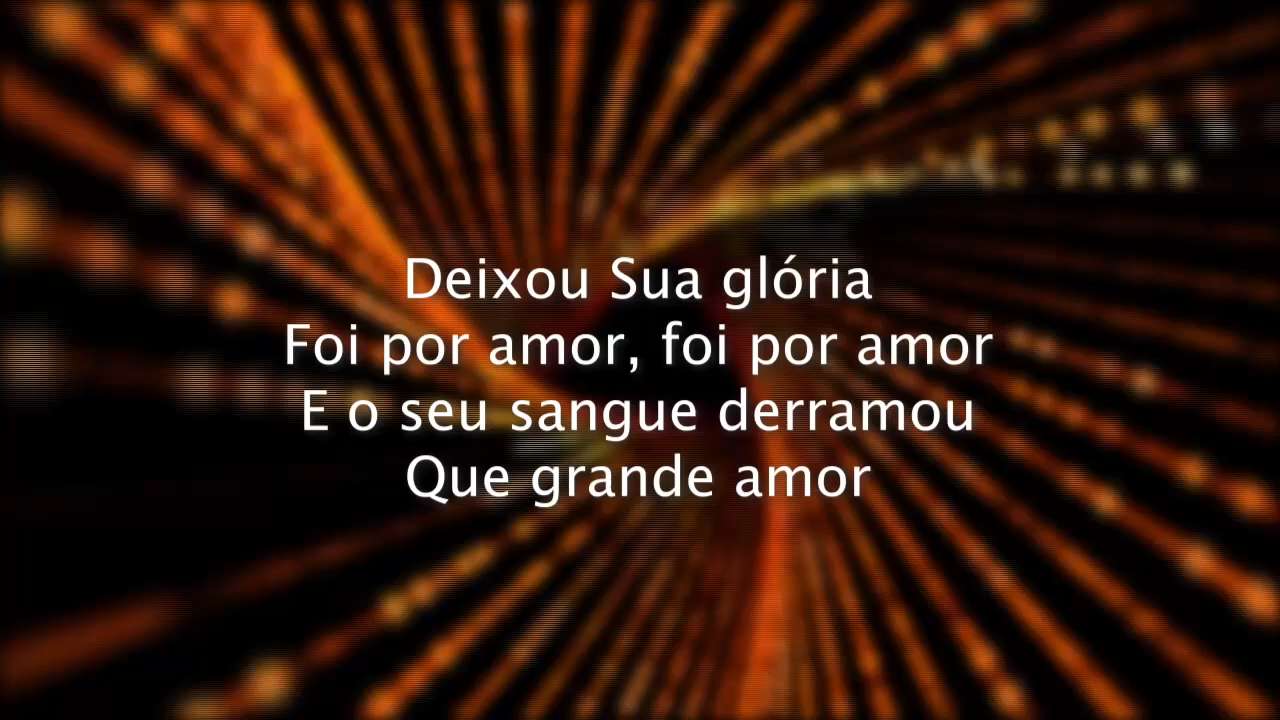 Deixou Sua glória
Foi por amor, foi por amor
E o seu sangue derramou
Que grande amor